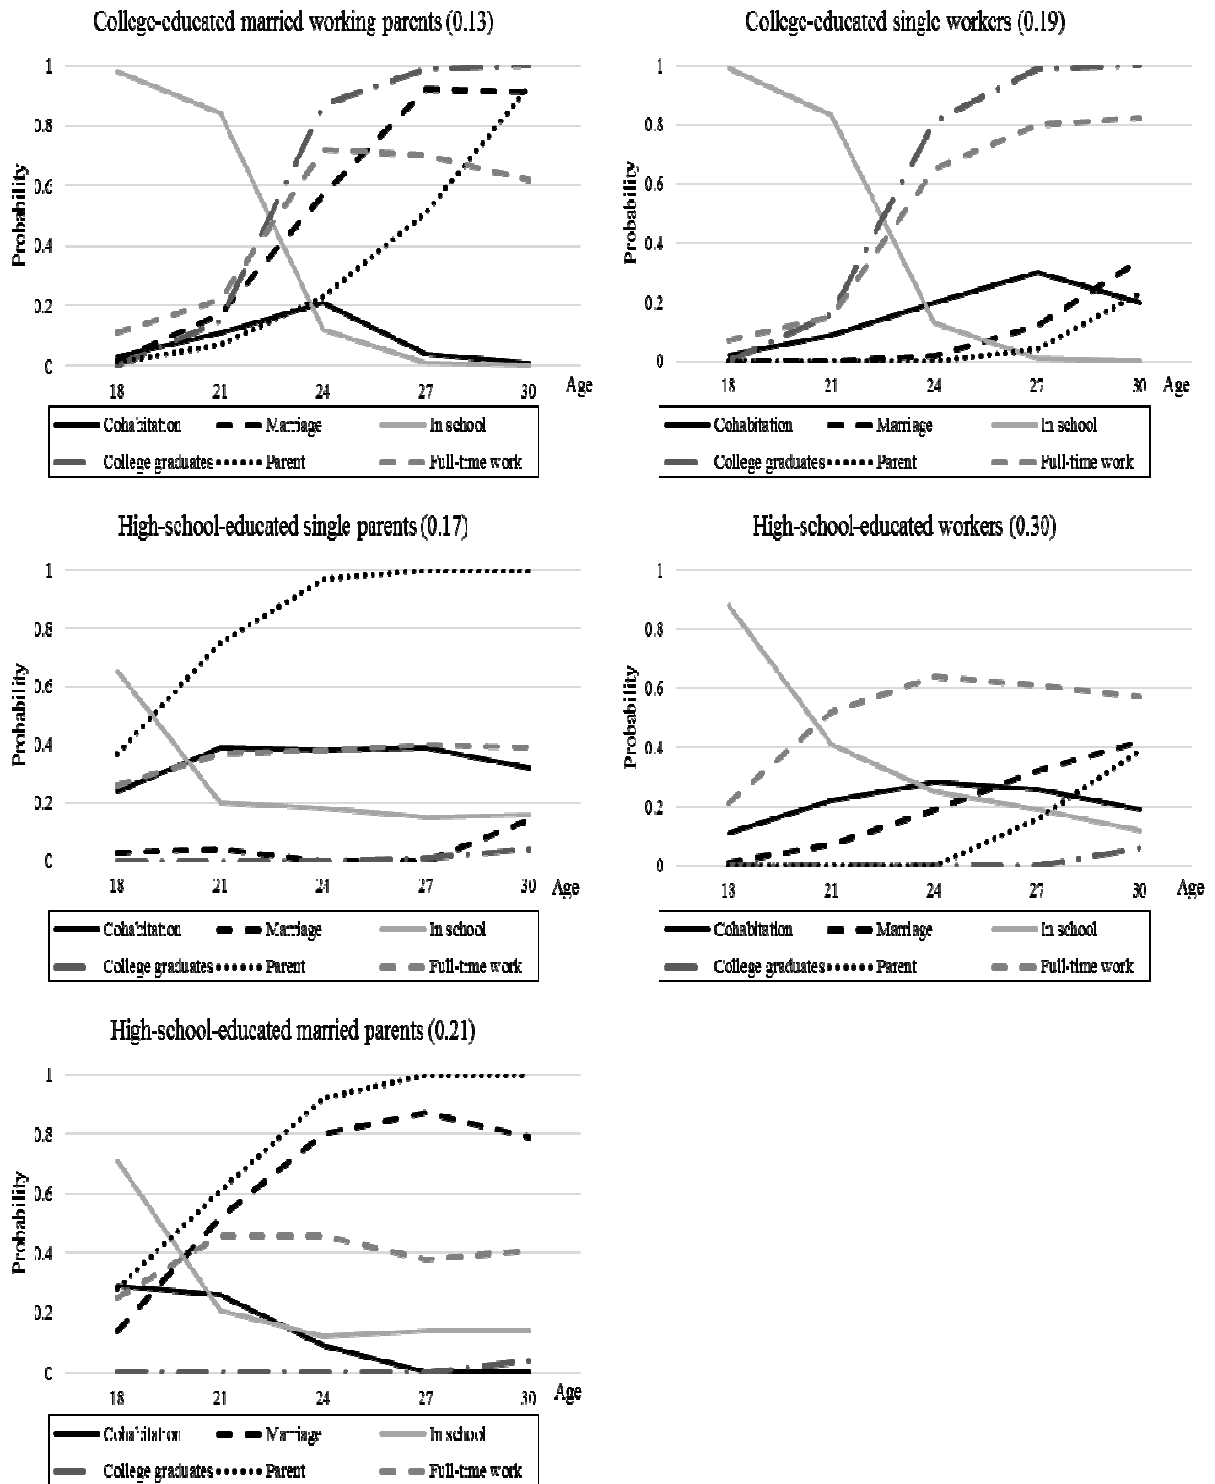 College-educated married working parents (0.13)
1
0.8
0.6
0.4
0.2
0
Probability
18 21 24 27 30 Age
Cohabitation Marriage In school
College graduates Parent Full-time work
College-educated single workers (0.19)
1
0.8
0.6
0.4
0.2
0
Probability
18 21 24 27 30 Age
Cohabitation Marriage In school
College graduates Parent Full-time work
High-school-educated single parents (0.17)
1
0.8
0.6
0.4
0.2
0
Probability
18 21 24 27 30 Age
Cohabitation Marriage In school
College graduates Parent Full-time work
High-school-educated workers (0.30)
1
0.8
0.6
0.4
0.2
0
Probability
18 21 24 27 30 Age
Cohabitation Marriage In school
College graduates Parent Full-time work
High-school-educated married parents (0.21)
1
0.8
0.6
0.4
0.2
0
Probability
18 21 24 27 30 Age
Cohabitation Marriage In school
College graduates Parent Full-time work